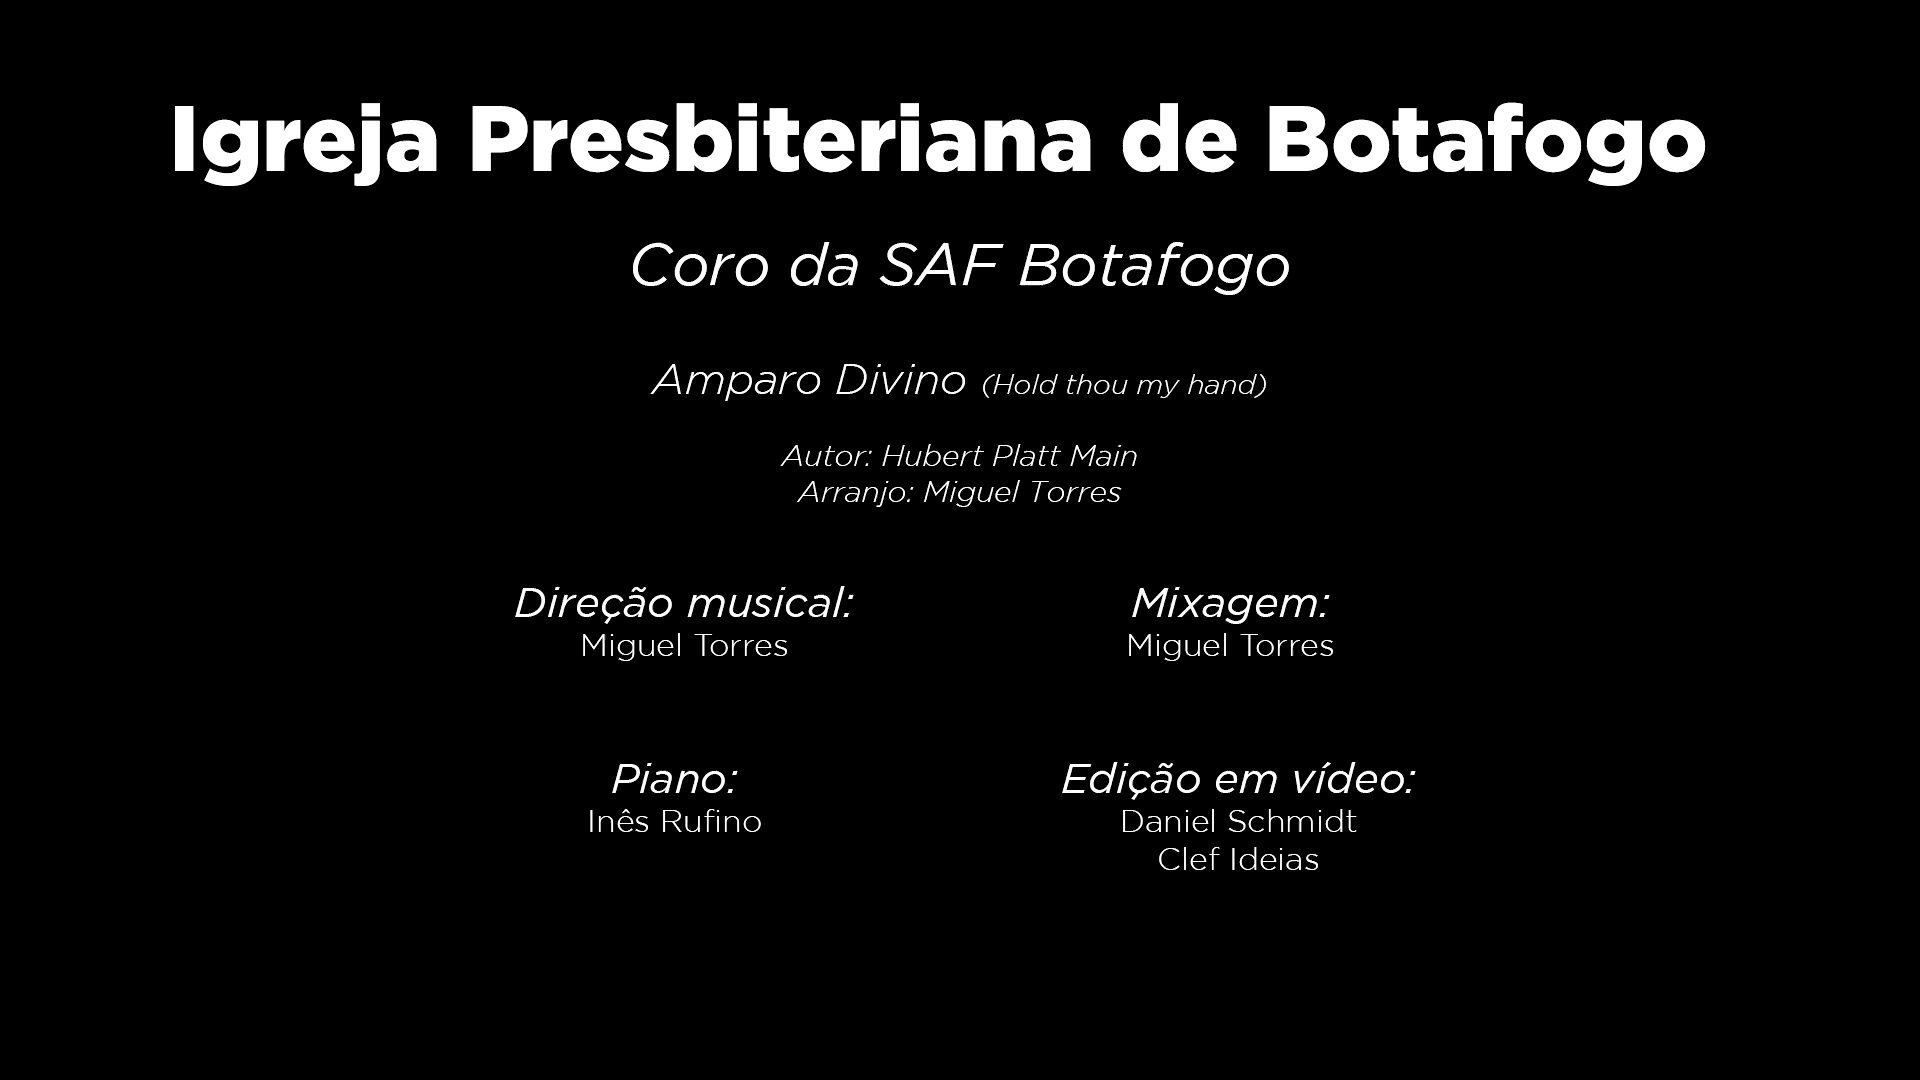 Igreja Presbiteriana de Botafogo
Coro da SAF Botafogo
Amparo Divino (Hold thou my hand)
Autor: Hubert Platt Main
Arranjo: Miguel Torres
Direção musical:
Miguel Torres
Mixagem:
Miguel Torres
Piano:
Inês Rufino
Edição em vídeo:
Daniel Schmidt
Clef Ideias